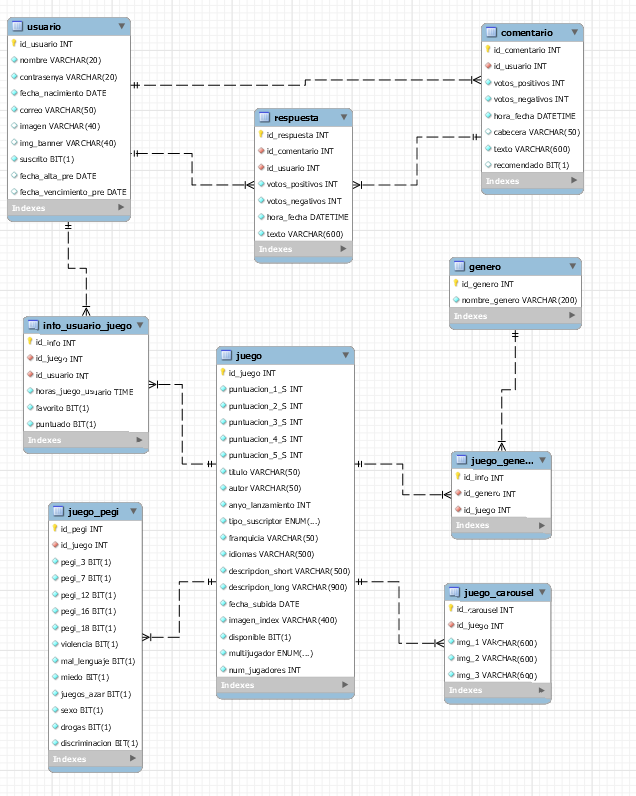 usuario
id_usuario INT
nombre VARCHAR(20)
contrasenya VARCHAR(20)
fecha_nacimiento DATE
correo VARCHAR(50)
imagen VARCHAR(40)
img_banner VARCHAR(40)
suscrito BIT(1)
fecha_alta_pre DATE
fecha_vencimiento_pre DATE
Indexes
comentario
id_comentario INT
id_usuario INT
votos_positivos INT
votos_negativos INT
hora_fecha DATETIME
cabecera VARCHAR(50)
texto VARCHAR(600)
recomendado BIT(1)
Indexes
respuesta
id_respuesta INT
id_comentario INT
id_usuario INT
votos_positivos INT
votos_negativos INT
hora_fecha DATETIME
texto VARCHAR(600)
Indexes
genero
id_genero INT
nombre_genero VARCHAR(200)
Indexes
info_usuario_juego
id_info INT
id_juego INT
id_usuario INT
horas_juego_usuario TIME
favorito BIT(1)
puntuado BIT(1)
Indexes
juego
id_juego INT
puntuacion_1_S INT
puntuacion_2_S INT
puntuacion_3_S INT
puntuacion_4_S INT
puntuacion_5_S INT
titulo VARCHAR(50)
autor VARCHAR(50)
anyo_lanzamiento INT
tipo_suscriptor ENUM(...)
franquicia VARCHAR(50)
idiomas VARCHAR(500)
descripcion_short VARCHAR(500)
descripcion_long VARCHAR(900)
fecha_subida DATE
imagen_index VARCHAR(400)
disponible BIT(1)
multijugador ENUM(...)
num_jugadores INT
Indexes
juego_gene...
id_info INT
id_genero INT
id_juego INT
Indexes
juego_pegi
id_pegi INT
id_juego INT
pegi_3 BIT(1)
pegi_7 BIT(1)
pegi_12 BIT(1)
pegi_16 BIT(1)
pegi_18 BIT(1)
violencia BIT(1)
mal_lenguaje BIT(1)
miedo BIT(1)
juegos_azar BIT(1)
sexo BIT(1)
drogas BIT(1)
discriminacion BIT(1)
Indexes
juego_carousel
id_carousel INT
id_juego INT
img_1 VARCHAR(600)
img_2 VARCHAR(600)
img_3 VARCHAR(600)
Indexes